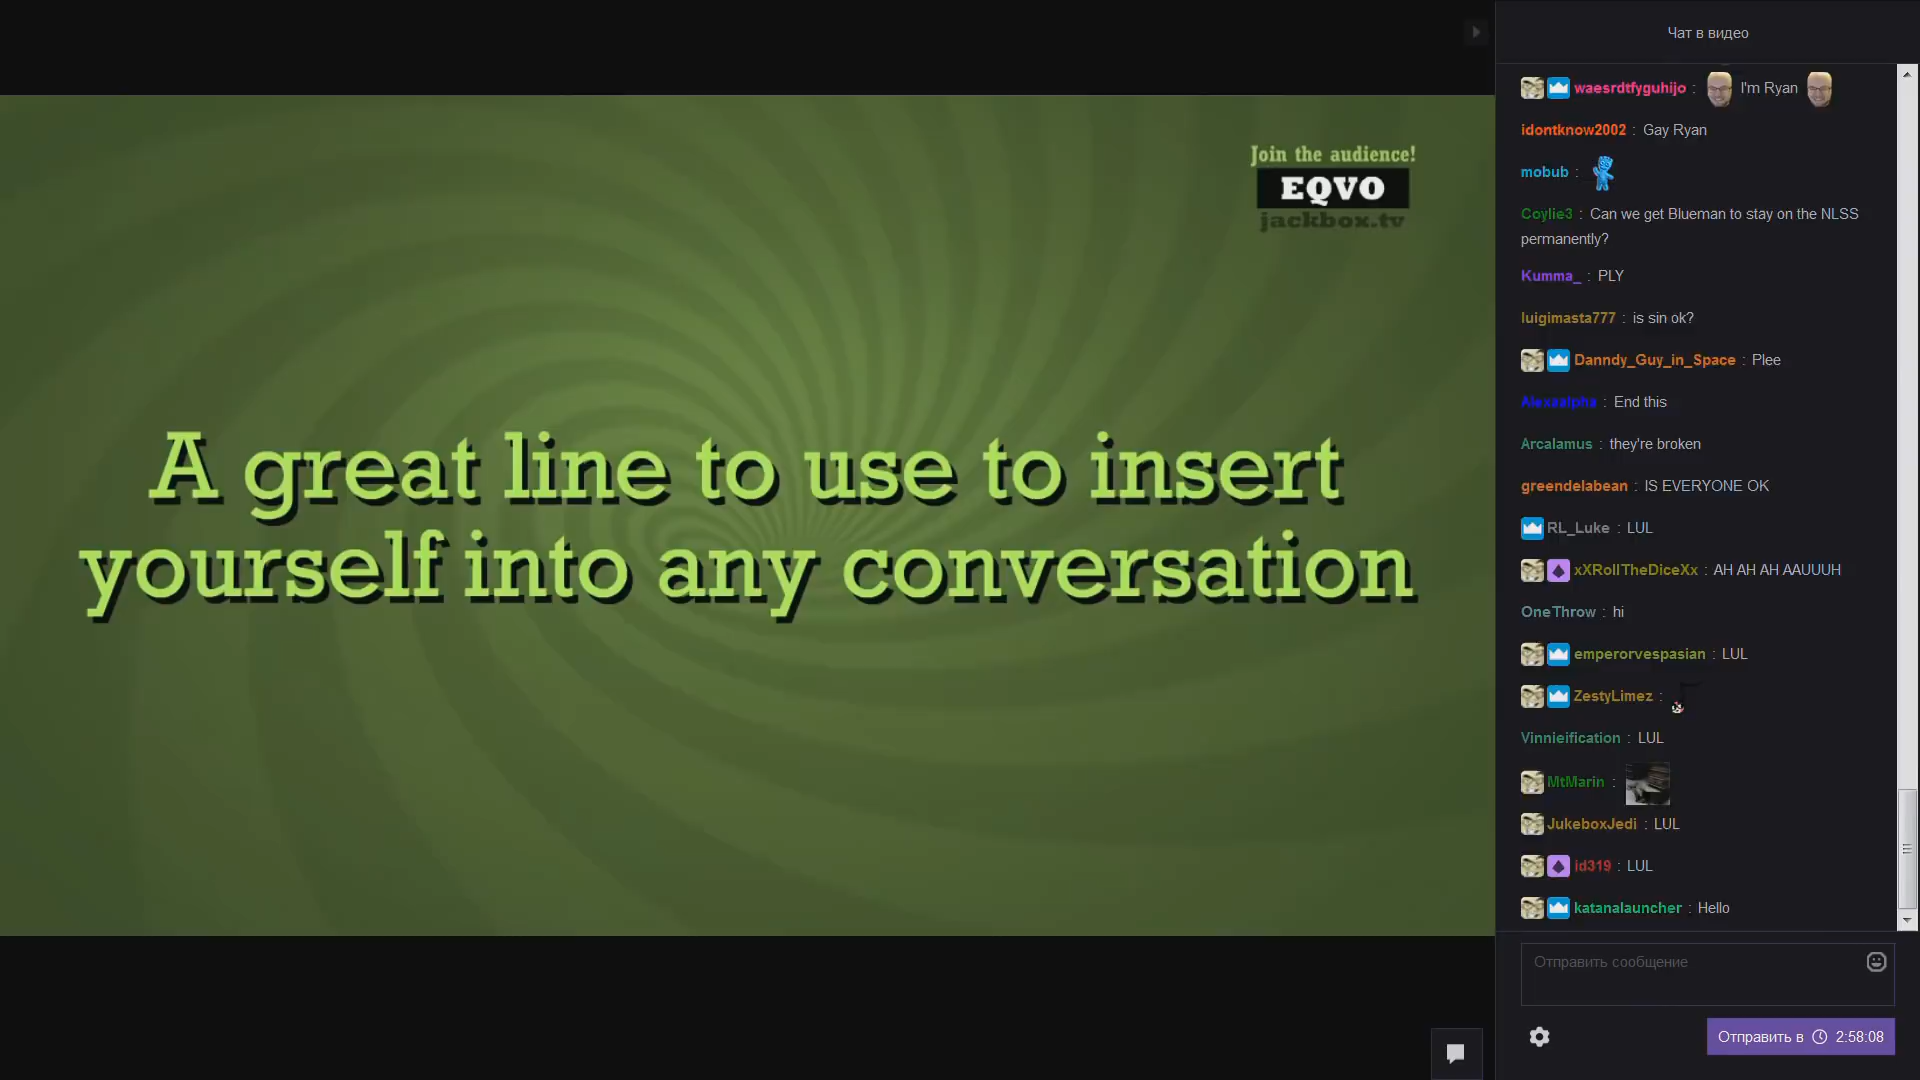 Чат в видео
Join the audience!
EQVO
jackbox.tv
A great line to use to insert
yourself into any conversation
waesrdtfyguhijo : I'm Ryan
idontknow2002 : Gay Ryan
mobub :
Coylie3 : Can we get Blueman to stay on the NLSS
permanently?
Kumma_ : PLY
luigimasta777 : is sin ok?
Danndy_Guy_in_Space : Plee
Alexaalpha : End this
Arcalamus : they're broken
greendelabean : IS EVERYONE OK
RL_Luke : LUL
xXRollTheDiceXx : AH AH AH AAUUUH
OneThrow : hi
emperorvespasian : LUL
ZestyLimez :
Vinnieification : LUL
MtMarin :
JukeboxJedi : LUL
id319 : LUL
katanalauncher : Hello
Отправить сообщение
Отправить в 2:58:08